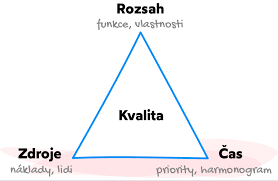 Rozsah
funkce, vlastnosti
Kvalita
Zdroje Čas
náklady, lidi priority, harmonogram